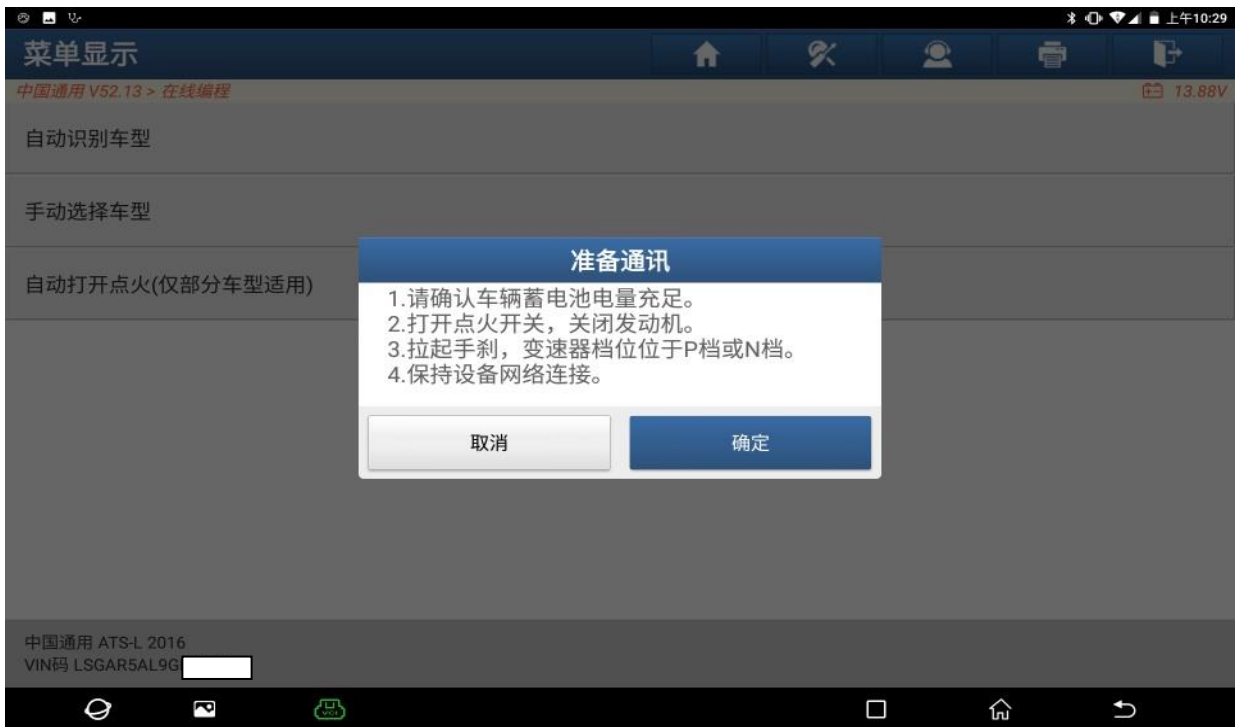 上午10:29
菜单显示
中国通用 V52.13 > 在线编程
13.88V
自动识别车型
手动选择车型
自动打开点火(仅部分车型适用)
准备通讯
1.请确认车辆蓄电池电量充足。
2.打开点火开关，关闭发动机。
3.拉起手刹，变速器档位位于P档或N档。
4.保持设备网络连接。
取消
确定
中国通用 ATS-L 2016
VIN码 LSGAR5AL9G
VCI